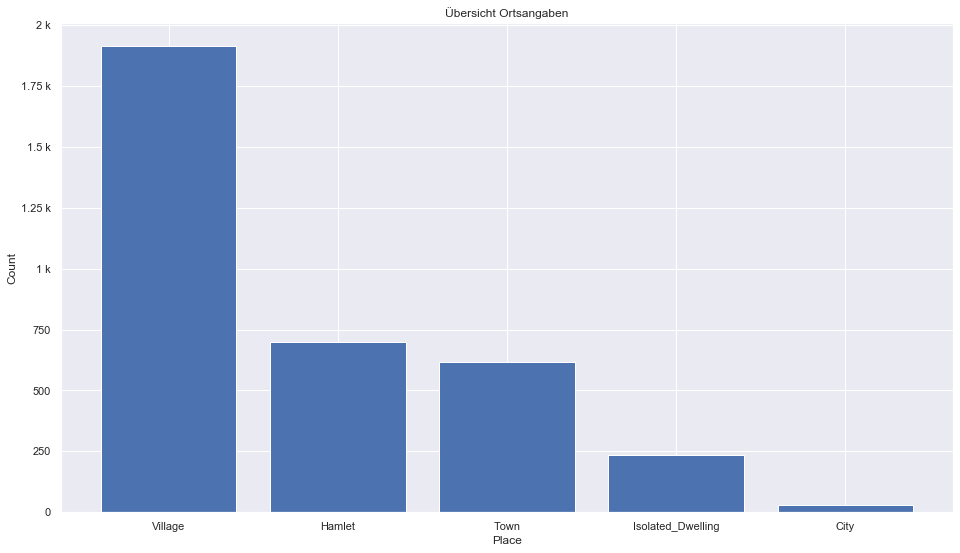 Übersicht Ortsangaben
2 k
1.75 k
1.5 k
1.25 k
1 k
750
500
250
0
Count
Village Hamlet Town Isolated_Dwelling City
Place